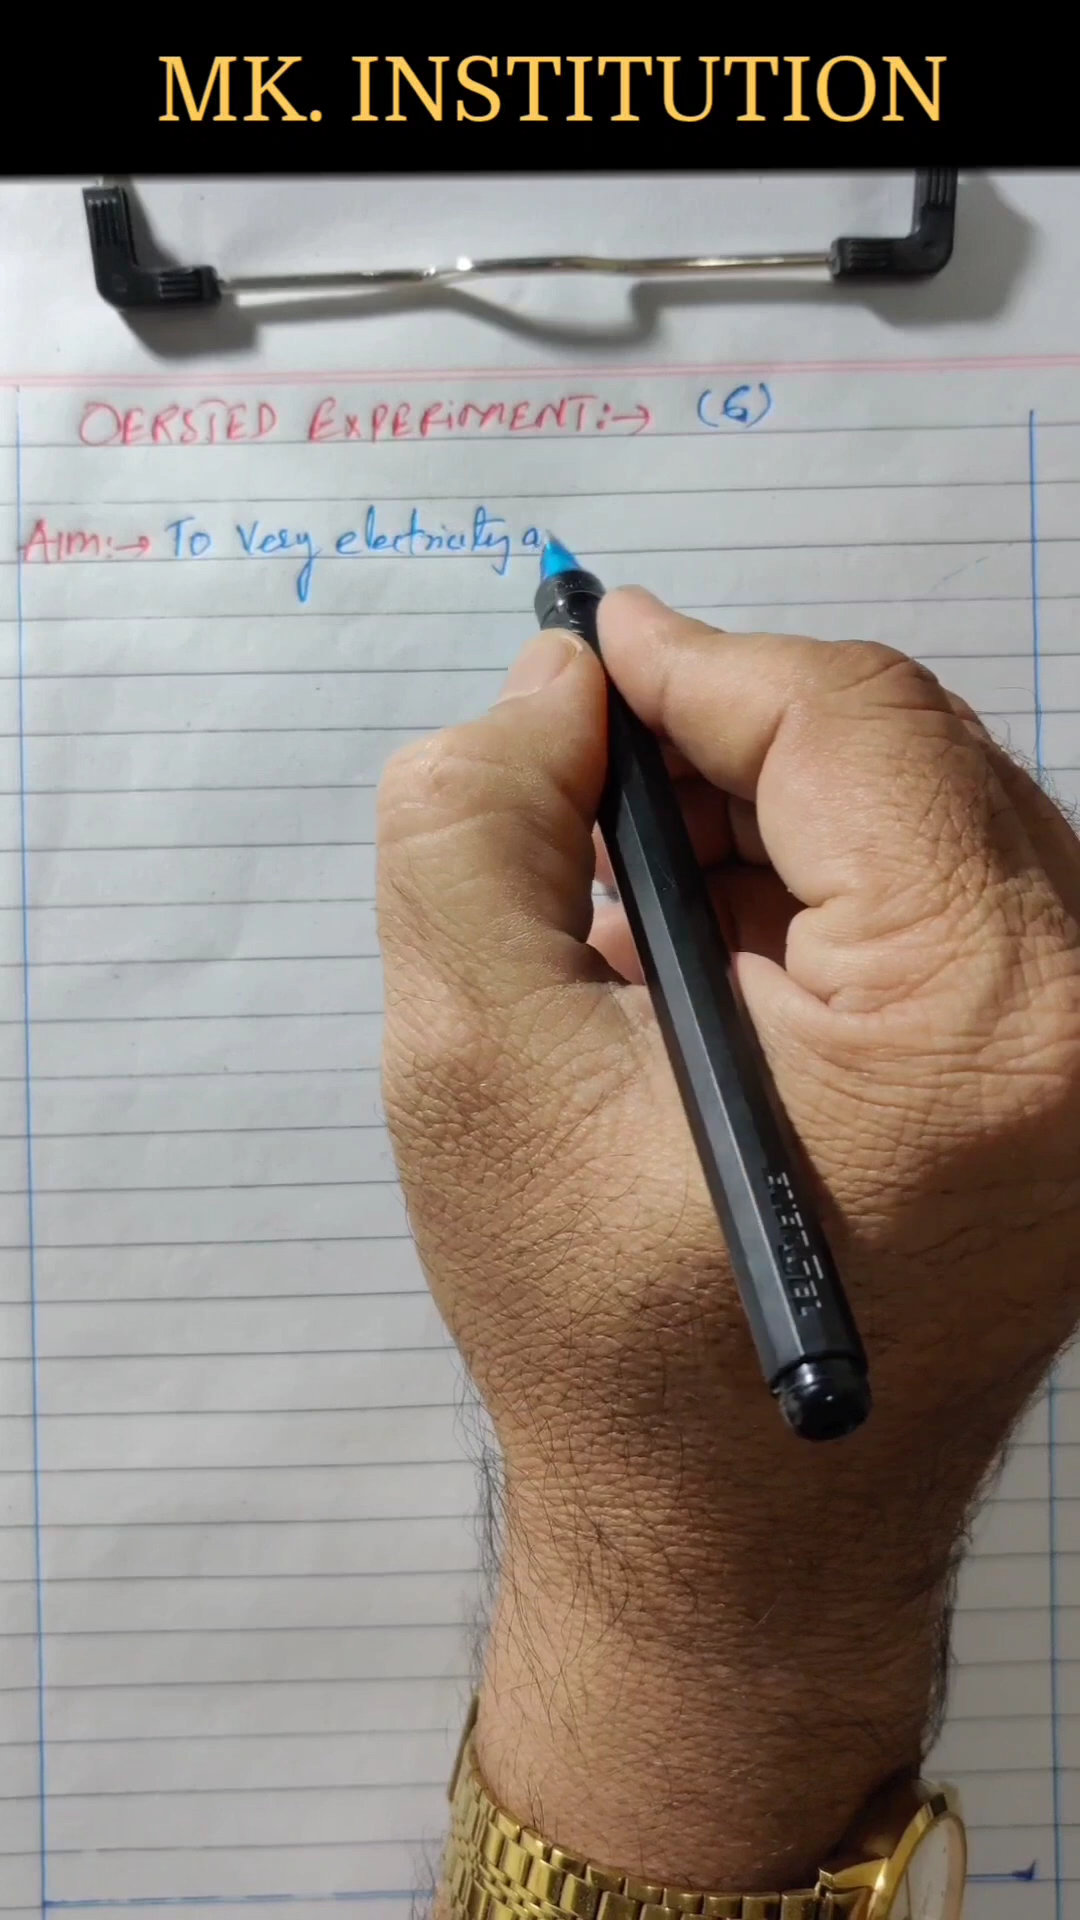 MK. INSTITUTION
OERSTED EXPERIMENT:→ (6)
AIM:→ To Very electricity a